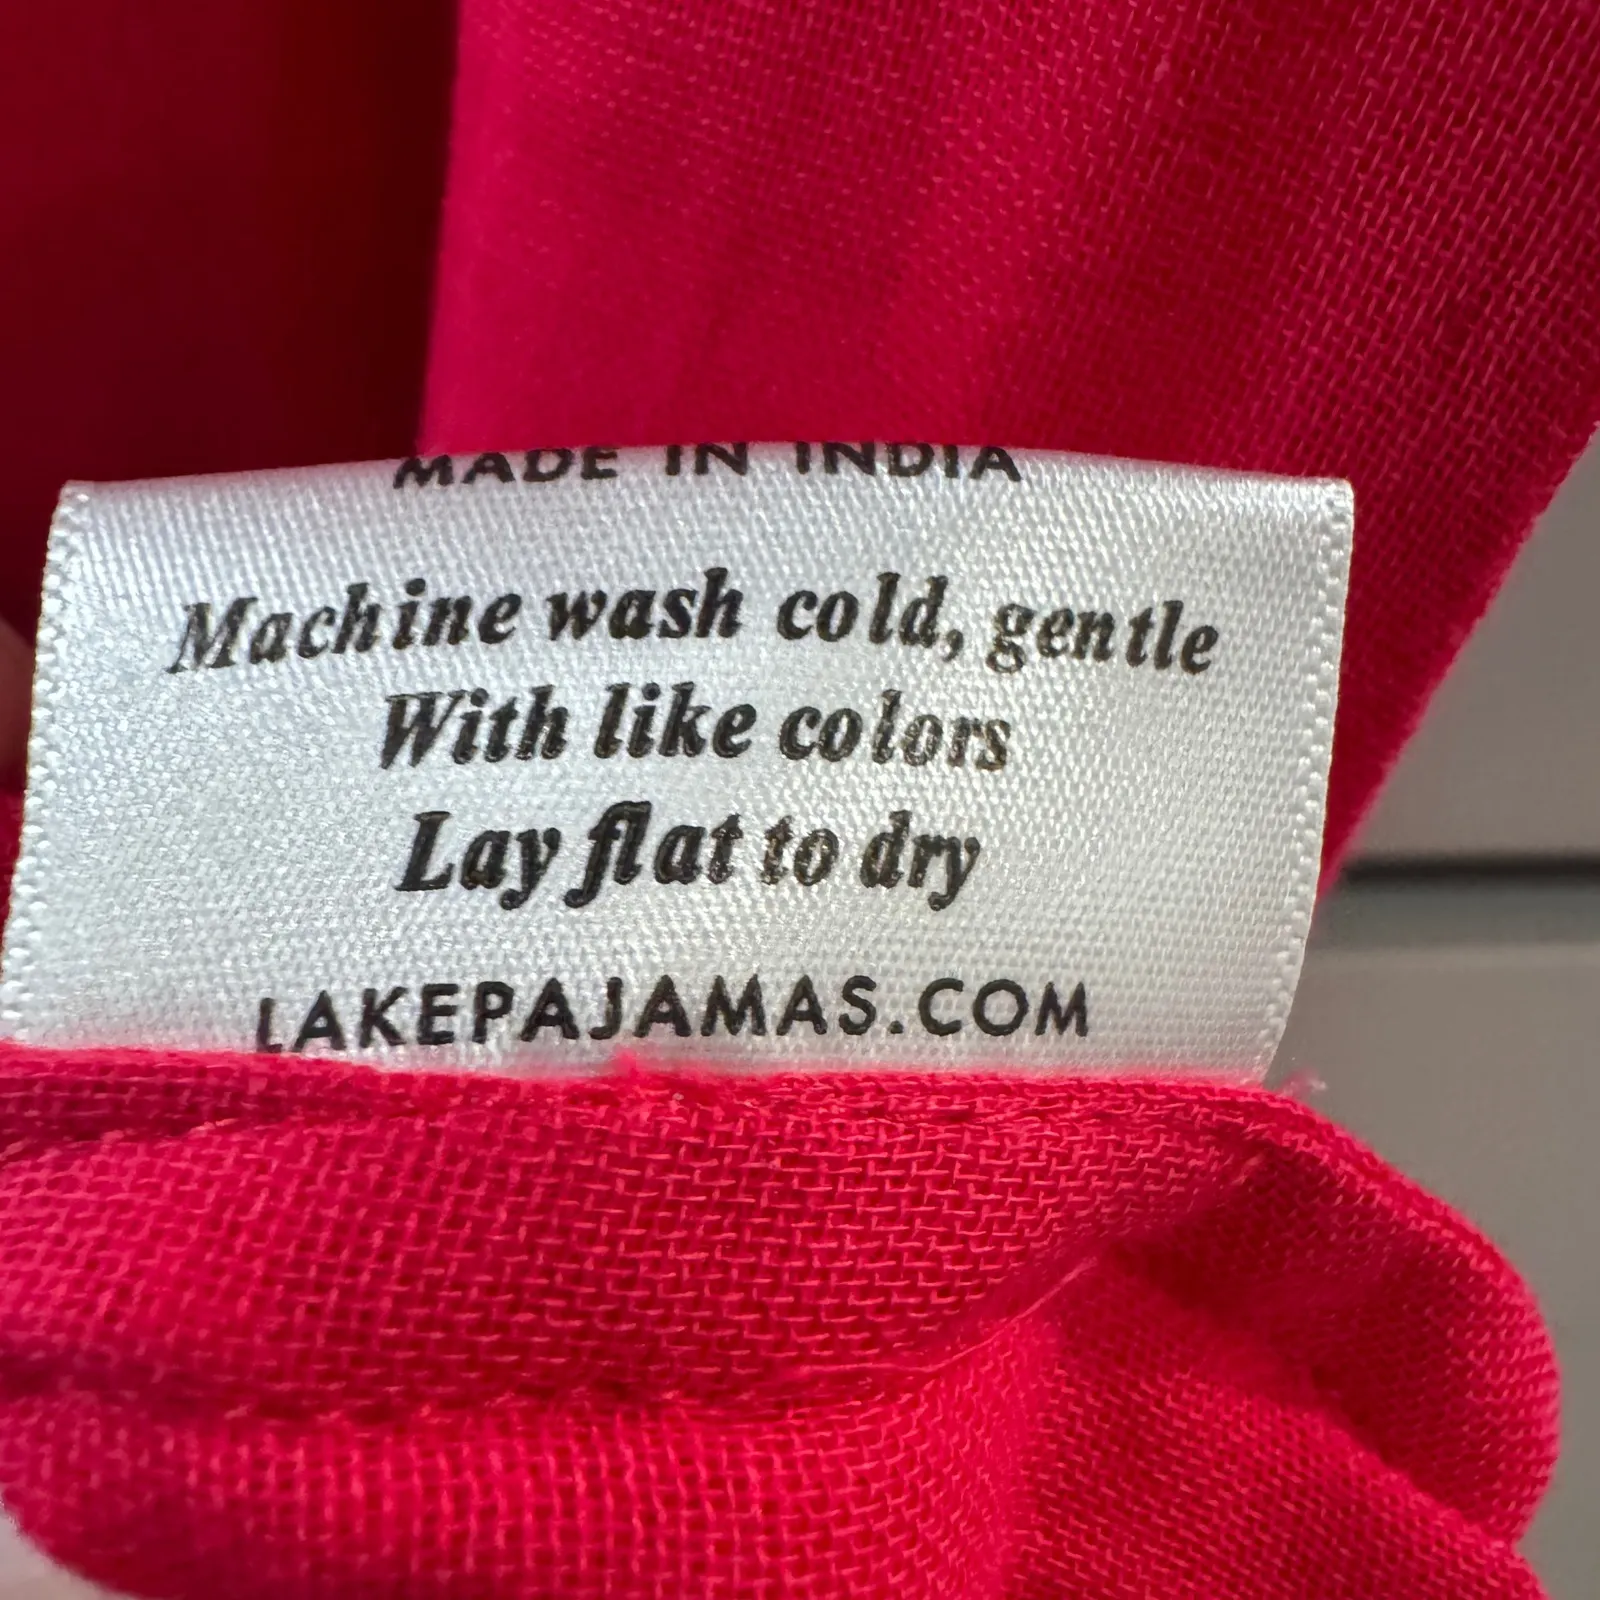 MADE IN INDIA
Machine wash cold, gentle
With like colors
Lay flat to dry
LAKEPAJAMAS.COM